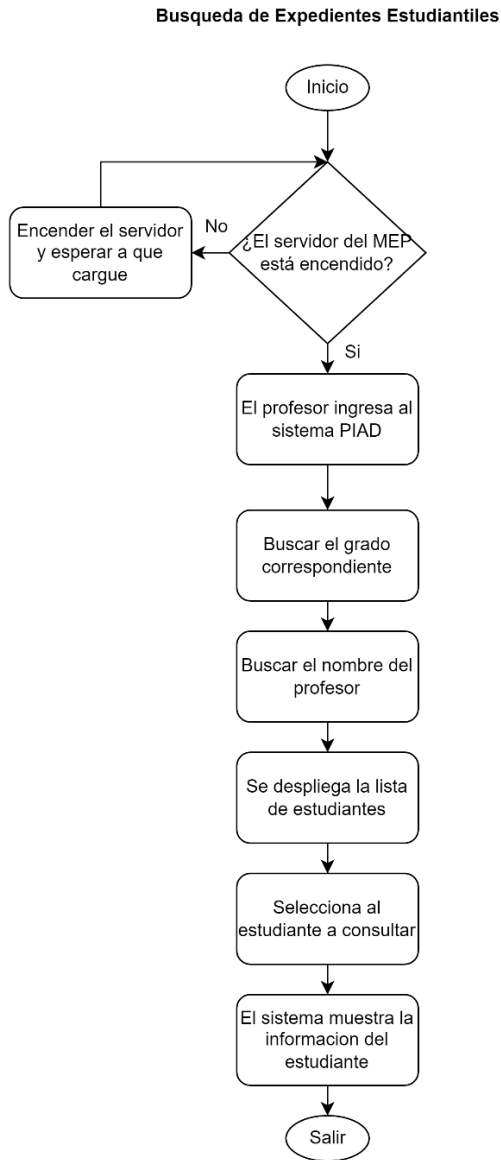 Busqueda de Expedientes Estudiantiles
Inicio
¿El servidor del MEP
está encendido?
No
Encender el servidor
y esperar a que
cargue
Si
El profesor ingresa al
sistema PIAD
Buscar el grado
correspondiente
Buscar el nombre del
profesor
Se despliega la lista
de estudiantes
Selecciona al
estudiante a consultar
El sistema muestra la
informacion del
estudiante
Salir